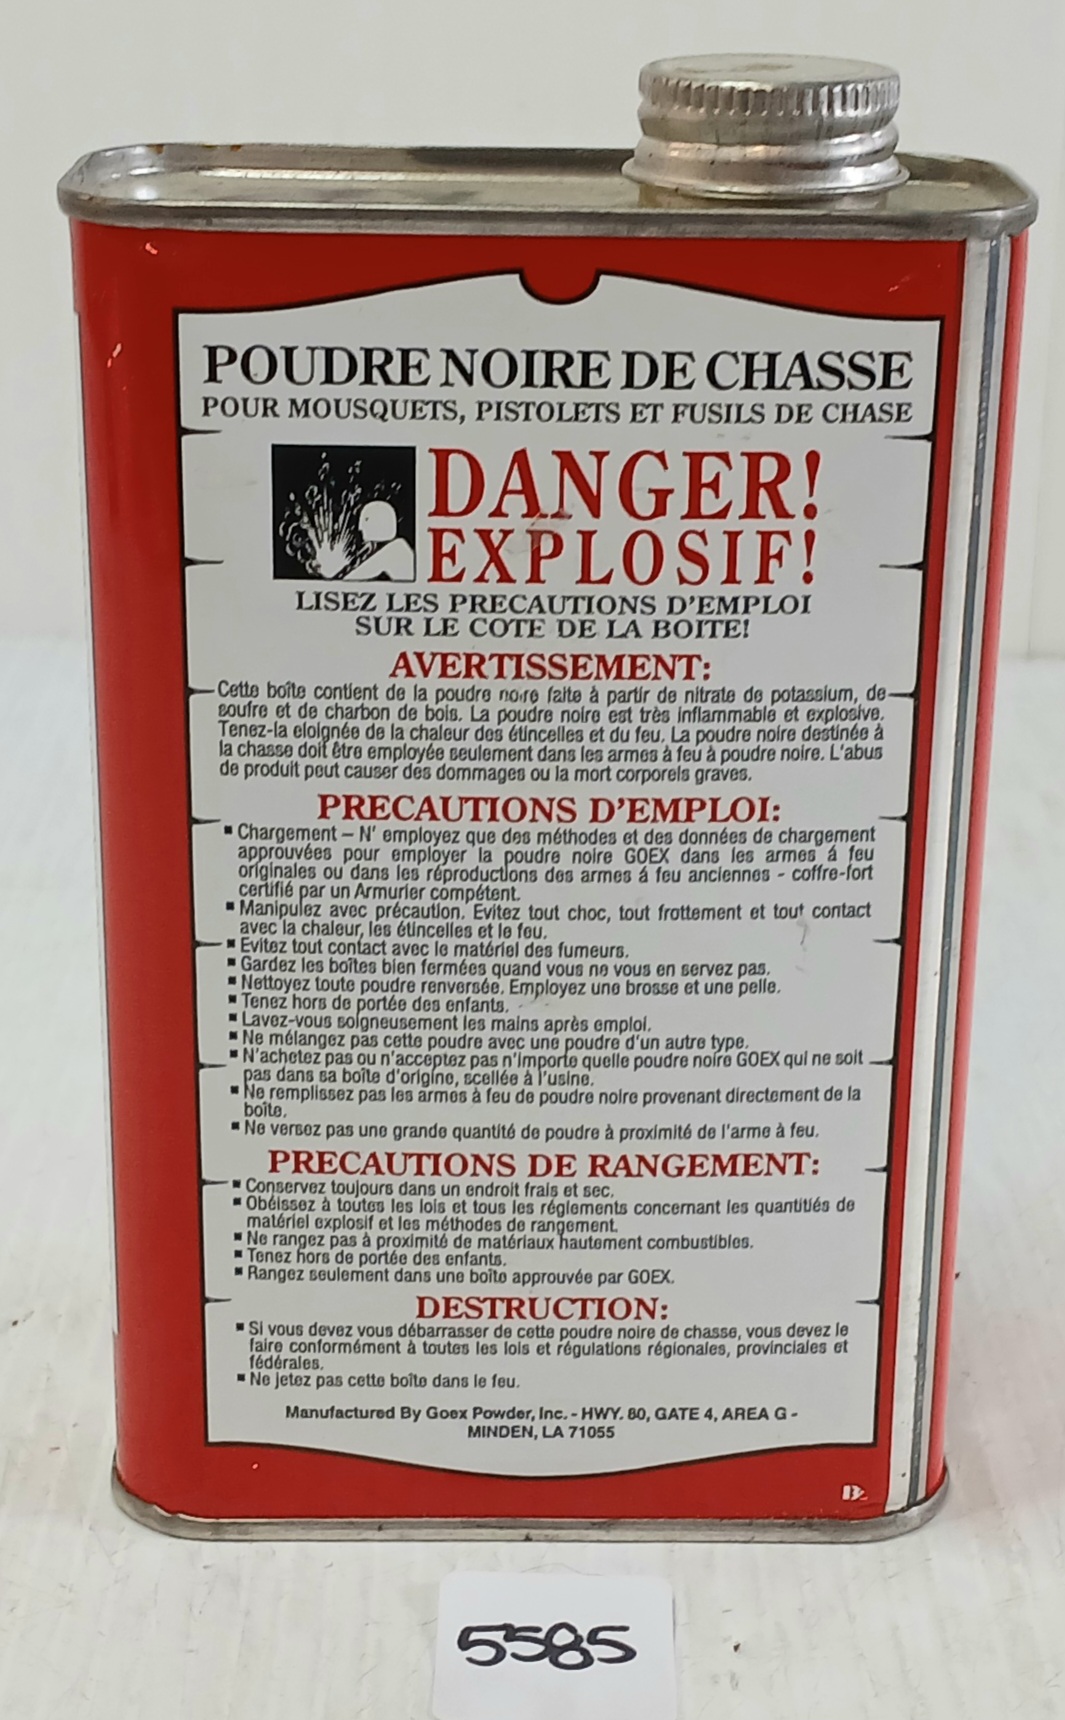 POUDRE NOIRE DE CHASSE
POUR MOUSQUETS, PISTOLETS ET FUSILS DE CHASE
DANGER!
EXPLOSIF!
LISEZ LES PRECAUTIONS D'EMPLOI
SUR LE COTE DE LA BOITE!
AVERTISSEMENT:
Cette boîte contient de la poudre noire faite à partir de nitrate de potassium, de
soufre et de charbon de bois. La poudre noire est très inflammable et explosive.
Tenez-la eloignée de la chaleur des étincelles et du feu. La poudre noire destinée à
la chasse doit être employée seulement dans les armes à feu à poudre noire. L'abus
de produit peut causer des dommages ou la mort corporels graves.
PRECAUTIONS D'EMPLOI:
▪ Chargement – N' employez que des méthodes et des données de chargement
approuvées pour employer la poudre noire GOEX dans les armes á feu
originales ou dans les réproductions des armes á feu anciennes - coffre-fort
certifié par un Armurier compétent.
▪ Manipulez avec précaution. Evitez tout choc, tout frottement et tout contact
avec la chaleur, les étincelles et le feu.
▪ Evitez tout contact avec le matériel des fumeurs.
▪ Gardez les boîtes bien fermées quand vous ne vous en servez pas.
▪ Nettoyez toute poudre renversée. Employez une brosse et une pelle.
▪ Tenez hors de portée des enfants.
▪ Lavez-vous soigneusement les mains après emploi.
▪ Ne mélangez pas cette poudre avec une poudre d'un autre type.
▪ N'achetez pas ou n'acceptez pas n'importe quelle poudre noire GOEX qui ne soit
pas dans sa boîte d'origine, scellée à l'usine.
▪ Ne remplissez pas les armes à feu de poudre noire provenant directement de la
boîte.
▪ Ne versez pas une grande quantité de poudre à proximité de l'arme à feu.
PRECAUTIONS DE RANGEMENT:
▪ Conservez toujours dans un endroit frais et sec.
▪ Obéissez à toutes les lois et tous les réglements concernant les quantitiés de
matériel explosif et les méthodes de rangement.
▪ Ne rangez pas à proximité de matériaux hautement combustibles.
▪ Tenez hors de portée des enfants.
▪ Rangez seulement dans une boîte approuvée par GOEX.
DESTRUCTION:
▪ Si vous devez vous débarrasser de cette poudre noire de chasse, vous devez le
faire conformément à toutes les lois et régulations régionales, provinciales et
fédérales.
▪ Ne jetez pas cette boîte dans le feu.
Manufactured By Goex Powder, Inc. - HWY. 80, GATE 4, AREA G -
MINDEN, LA 71055
5585